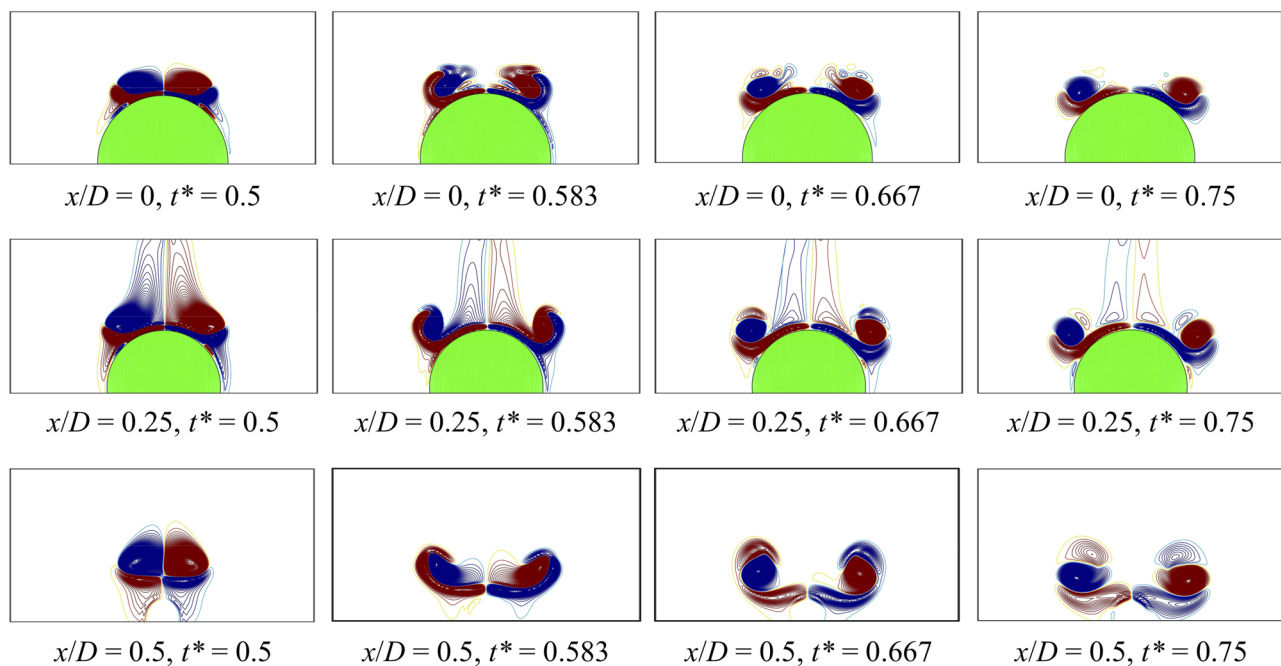 x/D = 0, t* = 0.5
x/D = 0, t* = 0.583
x/D = 0, t* = 0.667
x/D = 0, t* = 0.75
x/D = 0.25, t* = 0.5
x/D = 0.25, t* = 0.583
x/D = 0.25, t* = 0.667
x/D = 0.25, t* = 0.75
x/D = 0.5, t* = 0.5
x/D = 0.5, t* = 0.583
x/D = 0.5, t* = 0.667
x/D = 0.5, t* = 0.75